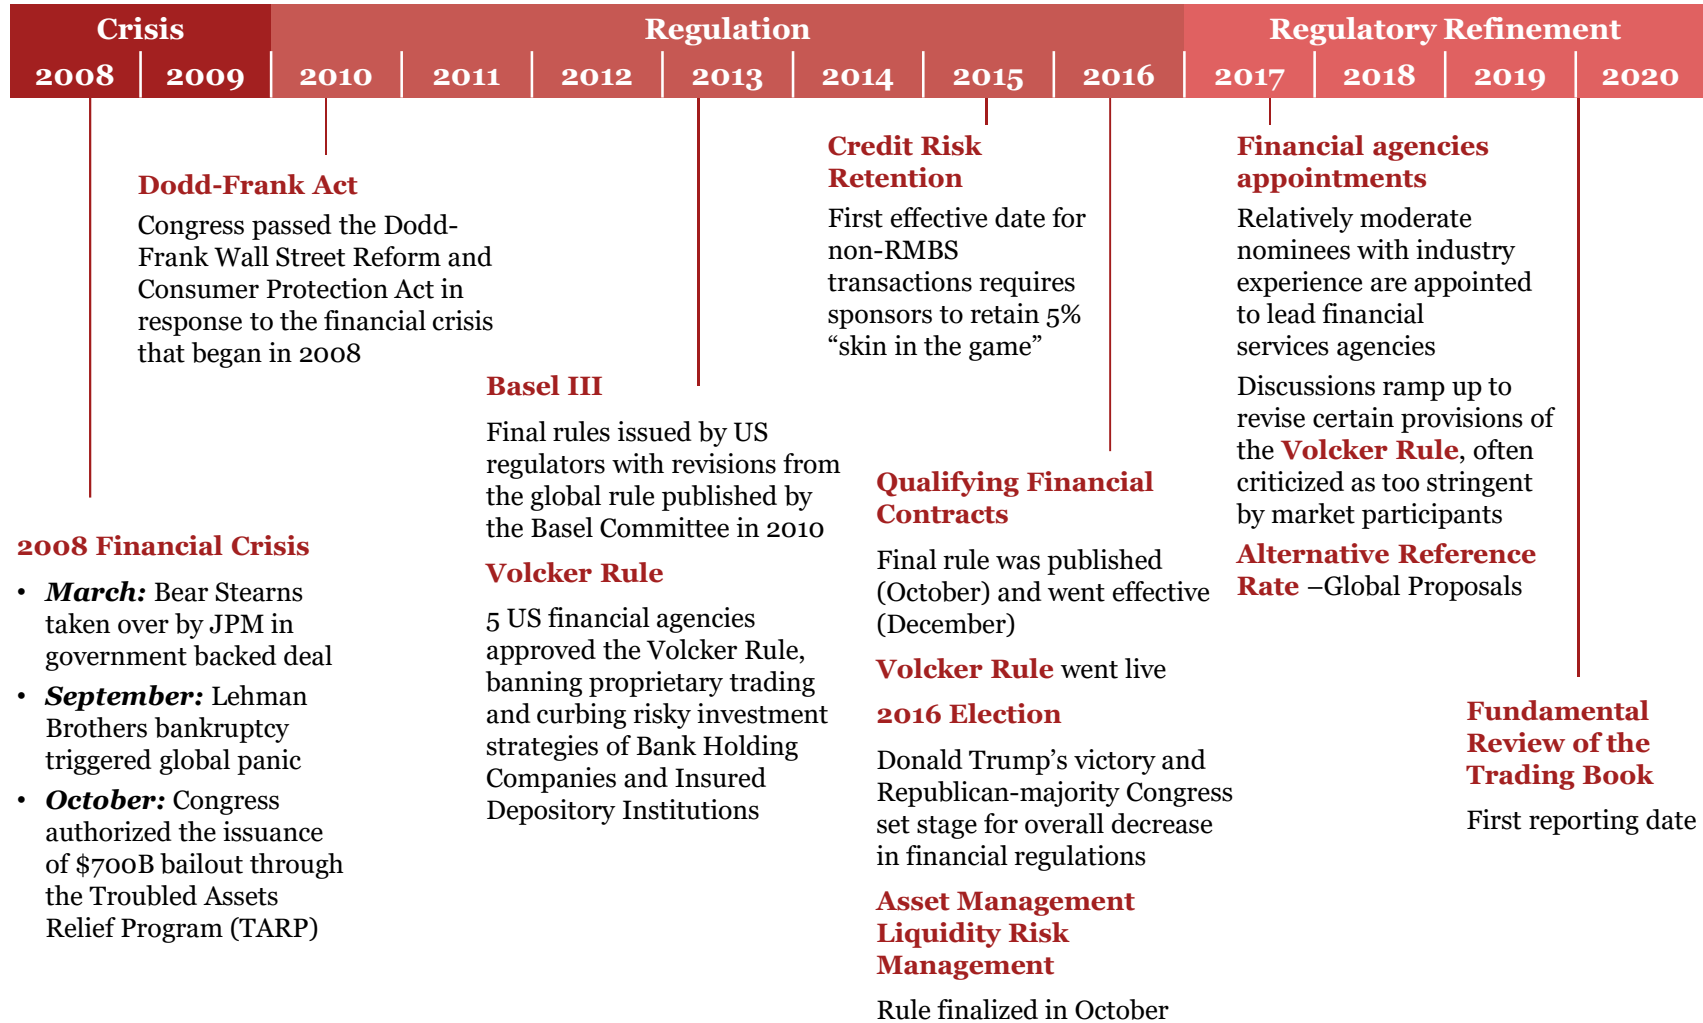 Crisis
Regulation
Regulatory Refinement
2008
2009
2010
2011
2012
2013
2014
2015
2016
2017
2018
2019
2020
2008 Financial Crisis
• March: Bear Stearns
taken over by JPM in
government backed deal
• September: Lehman
Brothers bankruptcy
triggered global panic
• October: Congress
authorized the issuance
of $700B bailout through
the Troubled Assets
Relief Program (TARP)
Dodd-Frank Act
Congress passed the Dodd-
Frank Wall Street Reform and
Consumer Protection Act in
response to the financial crisis
that began in 2008
Basel III
Final rules issued by US
regulators with revisions from
the global rule published by
the Basel Committee in 2010
Volcker Rule
5 US financial agencies
approved the Volcker Rule,
banning proprietary trading
and curbing risky investment
strategies of Bank Holding
Companies and Insured
Depository Institutions
Credit Risk
Retention
First effective date for
non-RMBS
transactions requires
sponsors to retain 5%
“skin in the game”
Qualifying Financial
Contracts
Final rule was published
(October) and went effective
(December)
Volcker Rule went live
2016 Election
Donald Trump’s victory and
Republican-majority Congress
set stage for overall decrease
in financial regulations
Asset Management
Liquidity Risk
Management
Rule finalized in October
Financial agencies
appointments
Relatively moderate
nominees with industry
experience are appointed
to lead financial
services agencies
Discussions ramp up to
revise certain provisions of
the Volcker Rule, often
criticized as too stringent
by market participants
Alternative Reference
Rate –Global Proposals
Fundamental
Review of the
Trading Book
First reporting date